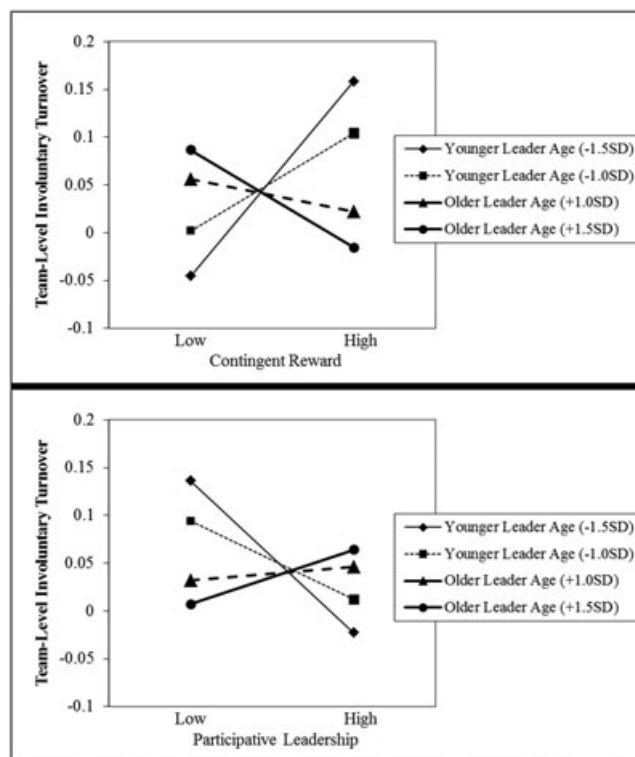 0.2
0.15
0.1
0.05
0
-0.05
-0.1
Team-Level Involuntary Turnover
Low
High
Contingent Reward
Younger Leader Age (-1.5SD)
Younger Leader Age (-1.0SD)
Older Leader Age (+1.0SD)
Older Leader Age (+1.5SD)
0.2
0.15
0.1
0.05
0
-0.05
-0.1
Team-Level Involuntary Turnover
Low
High
Participative Leadership
Younger Leader Age (-1.5SD)
Younger Leader Age (-1.0SD)
Older Leader Age (+1.0SD)
Older Leader Age (+1.5SD)